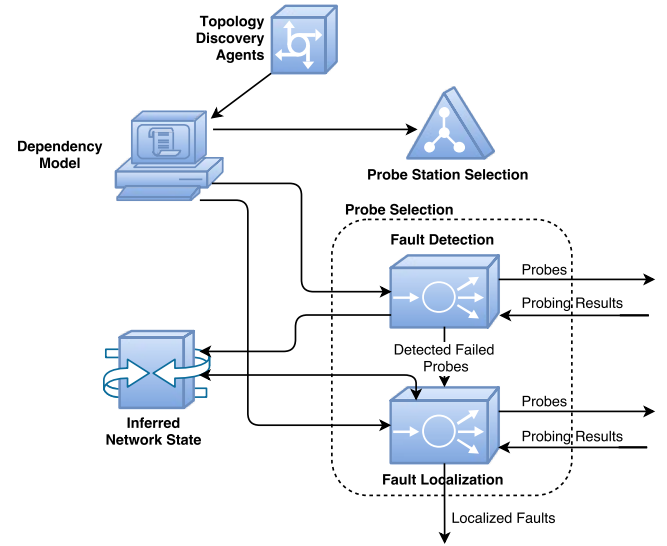 Topology
Discovery
Agents
Dependency
Model
Probe Station Selection
Probe Selection
Fault Detection
Probes
Probing Results
Detected Failed
Probes
Inferred
Network State
Probes
Probing Results
Fault Localization
Localized Faults